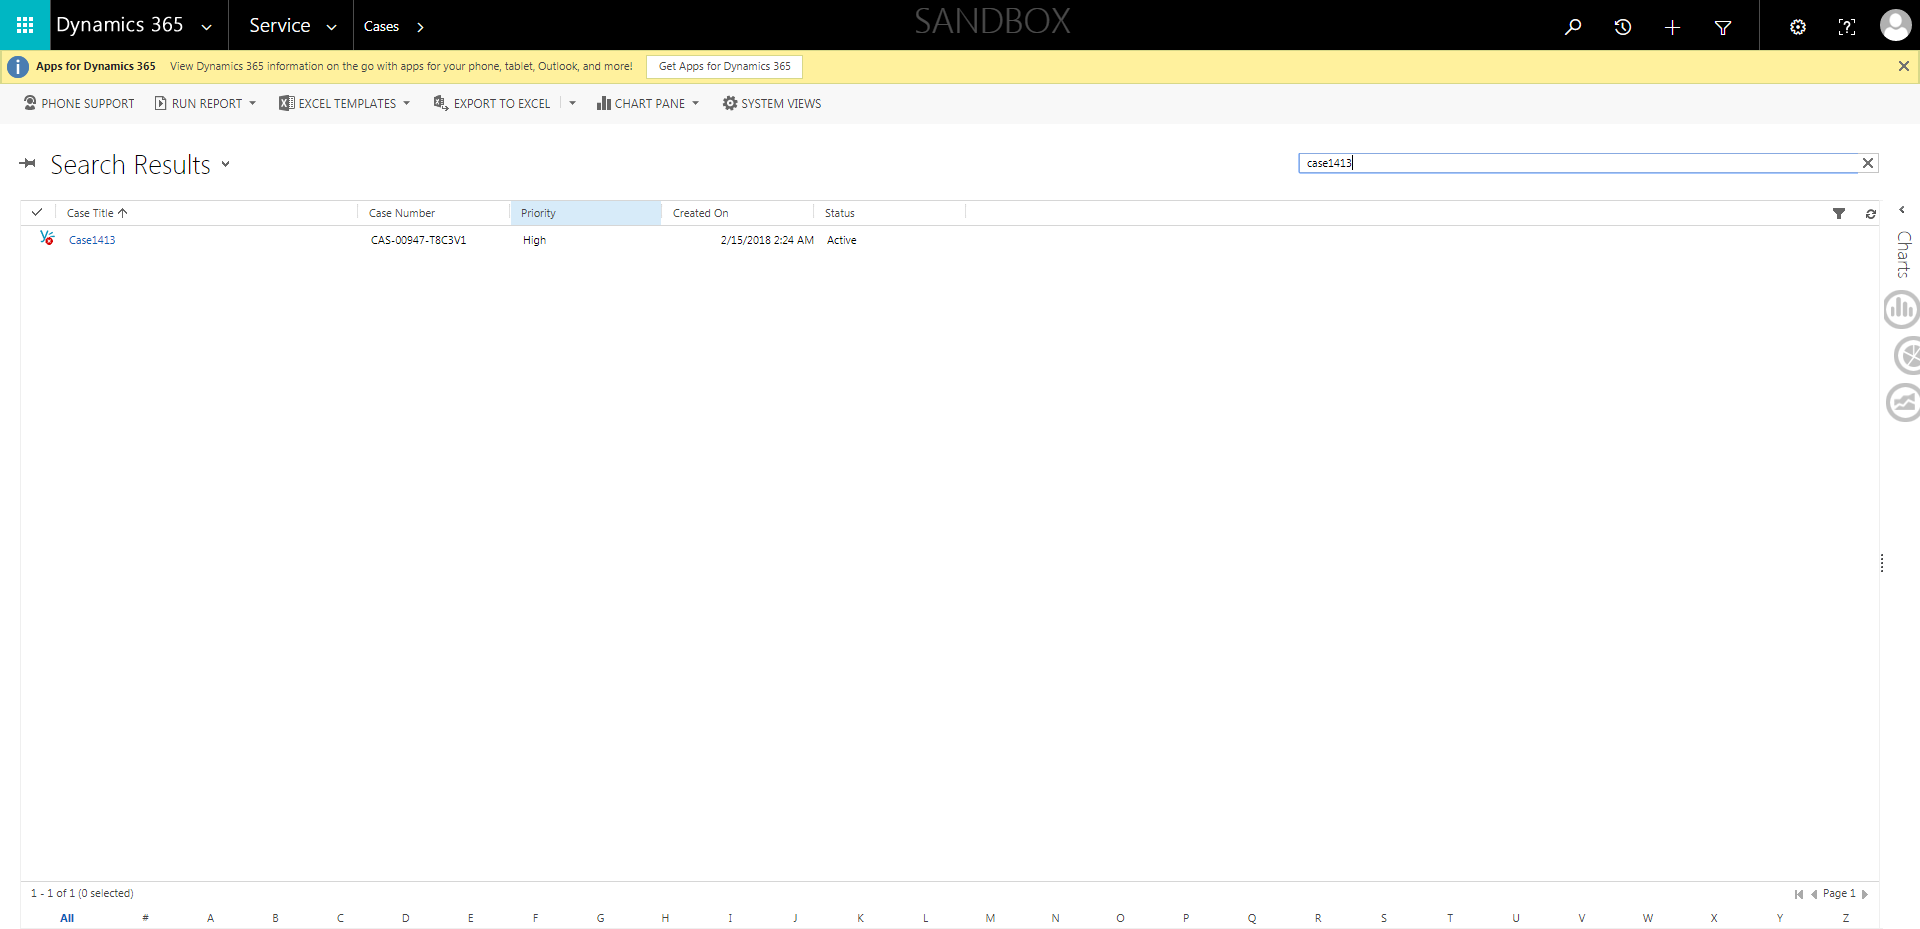 Dynamics 365 Service Cases SANDBOX
Apps for Dynamics 365 View Dynamics 365 information on the go with apps for your phone, tablet, Outlook, and more! Get Apps for Dynamics 365
PHONE SUPPORT RUN REPORT EXCEL TEMPLATES EXPORT TO EXCEL CHART PANE SYSTEM VIEWS
Search Results case1413
Case Title Case Number Priority Created On Status
Case1413 CAS-00947-T8C3V1 High 2/15/2018 2:24 AM Active
Charts
1 - 1 of 1 (0 selected) Page 1
All # A B C D E F G H I J K L M N O P Q R S T U V W X Y Z